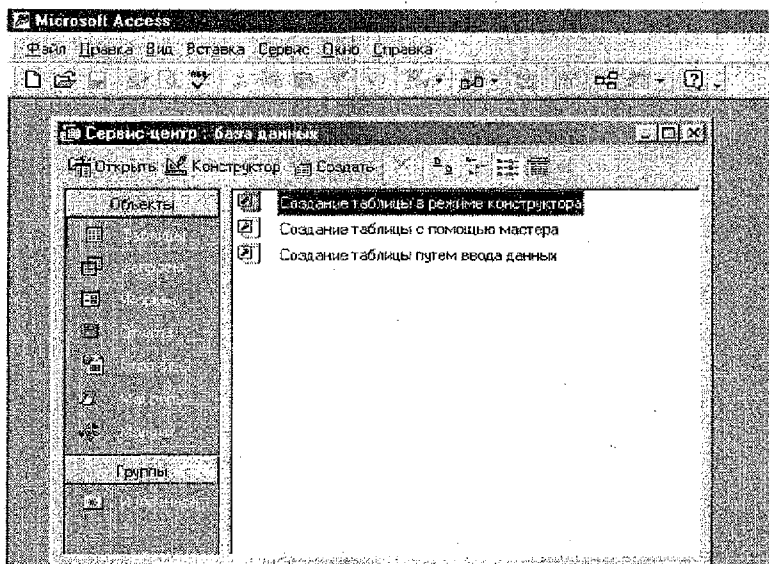 Microsoft Access
Файл Правка Вид Вставка Сервис Окно Справка
Сервис-центр : база данных
Открыть Конструктор Создать
Объекты
Создание таблицы в режиме конструктора
Создание таблицы с помощью мастера
Создание таблицы путем ввода данных
Группы